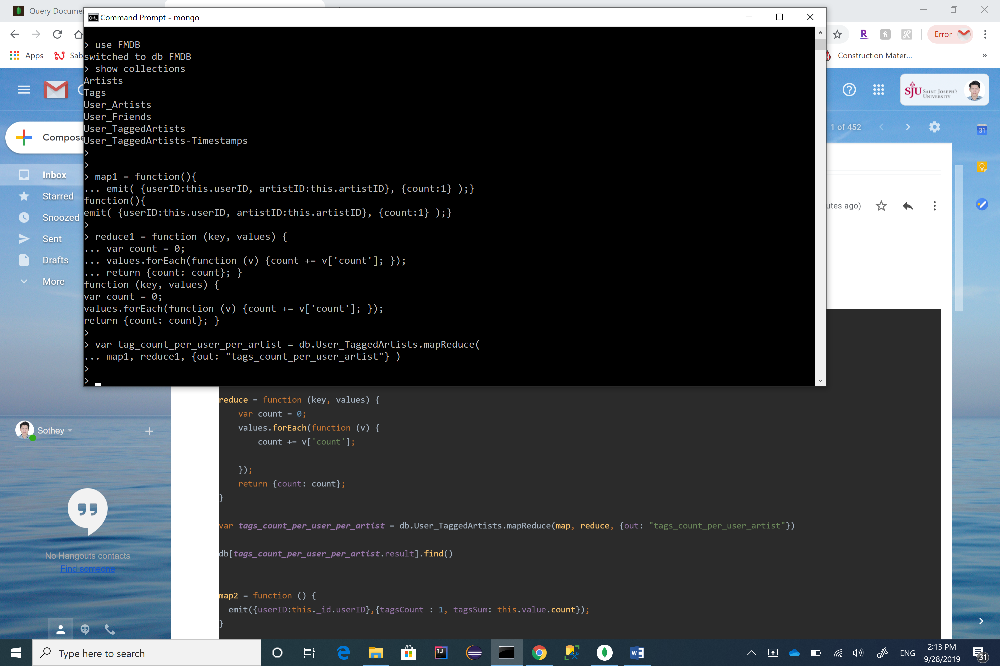 Query Docume
Command Prompt - mongo
Error
Apps
Sab
Construction Mater...
»
> use FMDB
switched to db FMDB
> show collections
Artists
Tags
User_Artists
User_Friends
User_TaggedArtists
User_TaggedArtists-Timestamps
>
>
> map1 = function(){
... emit( {userID:this.userID, artistID:this.artistID}, {count:1} );}
function(){
emit( {userID:this.userID, artistID:this.artistID}, {count:1} );}
>
> reduce1 = function (key, values) {
... var count = 0;
... values.forEach(function (v) {count += v['count']; });
... return {count: count}; }
function (key, values) {
var count = 0;
values.forEach(function (v) {count += v['count']; });
return {count: count}; }
>
> var tag_count_per_user_per_artist = db.User_TaggedArtists.mapReduce(
... map1, reduce1, {out: "tags_count_per_user_artist"} )
>
>
SJU SAINT JOSEPH'S
UNIVERSITY
Compose
1 of 452
31
Inbox
Starred
utes ago)
Snoozed
Sent
Drafts
More
reduce = function (key, values) {
var count = 0;
values.forEach(function (v) {
count += v['count'];
});
return {count: count};
}
var tags_count_per_user_per_artist = db.User_TaggedArtists.mapReduce(map, reduce, {out: "tags_count_per_user_artist"})
db[tags_count_per_user_per_artist.result].find()
map2 = function () {
emit({userID:this._id.userID},{tagsCount : 1, tagsSum: this.value.count});
}
Sothey
No Hangouts contacts
Find someone
Type here to search
ENG
2:13 PM
9/28/2019
31